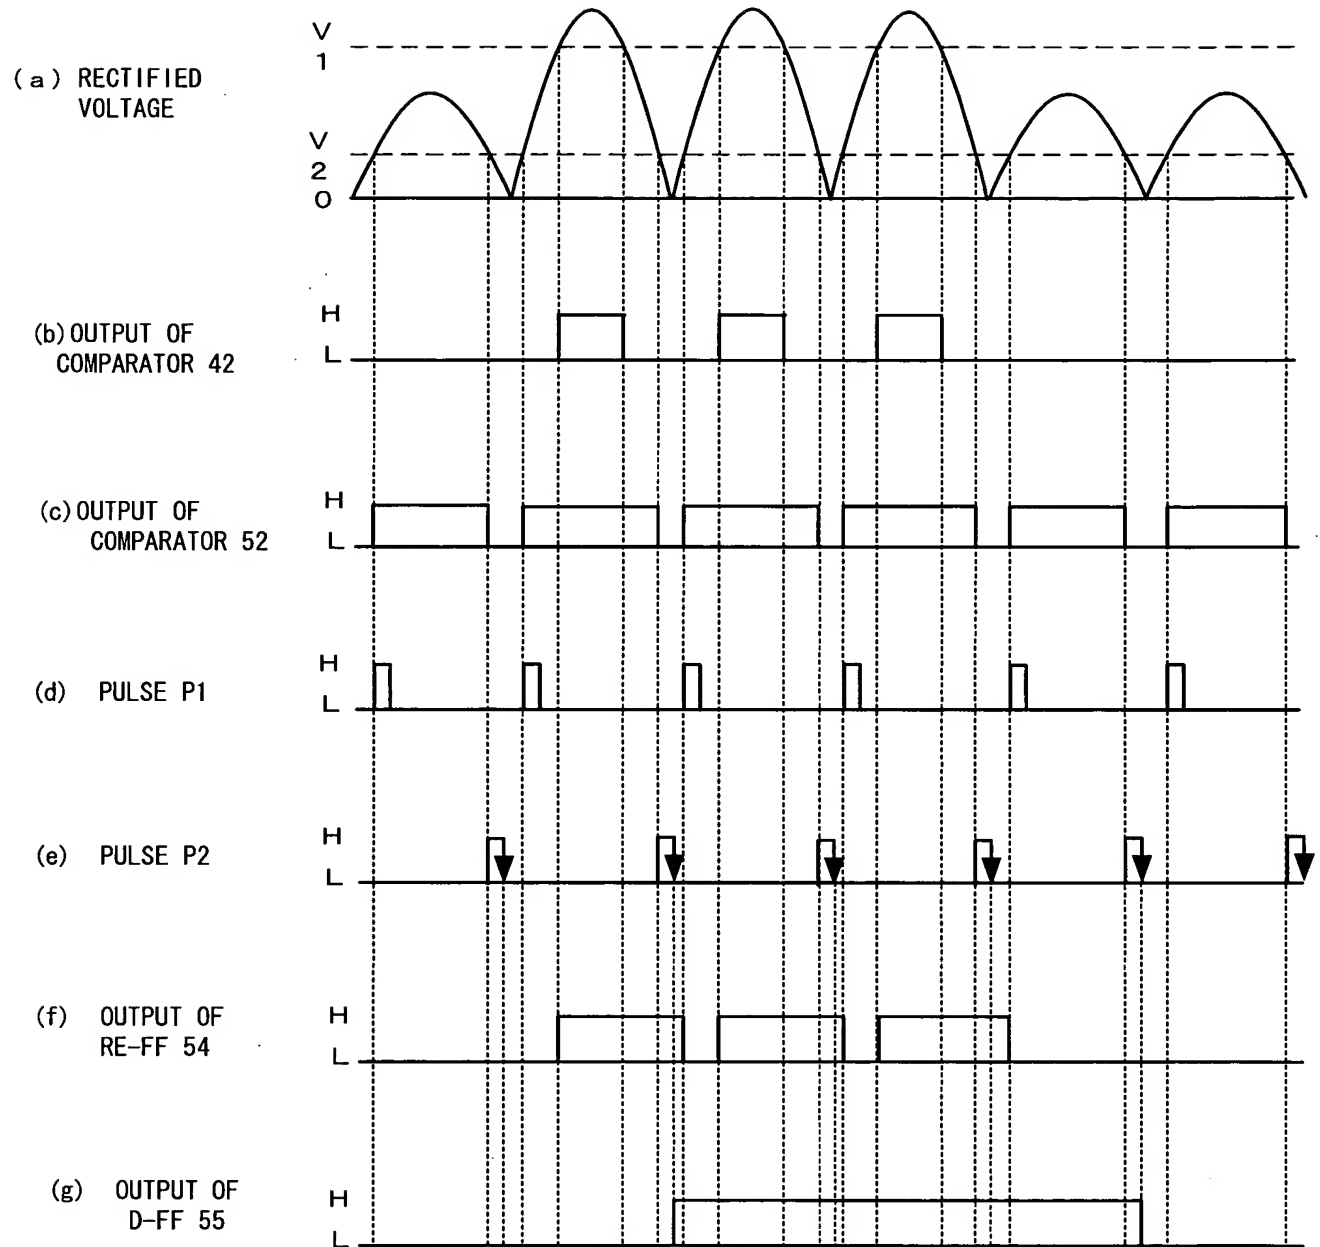 (a) RECTIFIED
VOLTAGE
V
1
V
2
0
(b) OUTPUT OF
COMPARATOR 42
H
L
(c) OUTPUT OF
COMPARATOR 52
H
L
(d) PULSE P1
H
L
(e) PULSE P2
H
L
(f) OUTPUT OF
RE-FF 54
H
L
(g) OUTPUT OF
D-FF 55
H
L